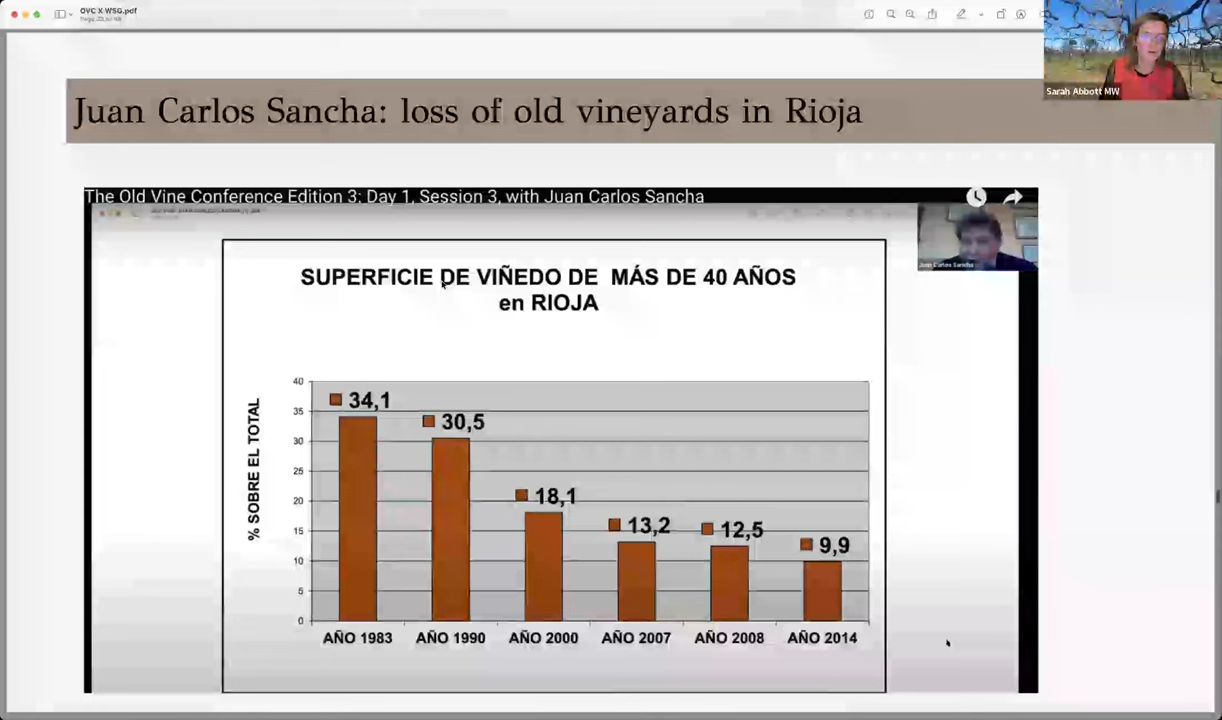 OVC X WSG.pdf
Sarah Abbott MW
Juan Carlos Sancha: loss of old vineyards in Rioja
The Old Vine Conference Edition 3: Day 1, Session 3, with Juan Carlos Sancha
Juan Carlos Sancha
SUPERFICIE DE VIÑEDO DE MÁS DE 40 AÑOS
en RIOJA
% SOBRE EL TOTAL
40
35
30
25
20
15
10
5
0
34,1
30,5
18,1
13,2
12,5
9,9
AÑO 1983 AÑO 1990 AÑO 2000 AÑO 2007 AÑO 2008 AÑO 2014